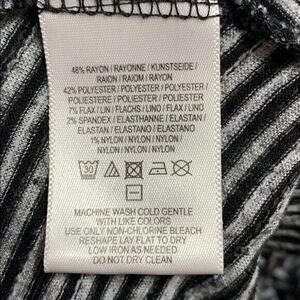 48% RAYON / RAYONNE / KUNSTSEIDE /
RAION / RAIOM / RAYON
42% POLYESTER / POLYESTER /
POLIESTERE / POLIESTER / POLYESTER
7% FLAX / LIN / FLACHS / LINO / FLAX / LINO
2% SPANDEX / ELASTHANNE / ELASTAN /
ELASTAN / ELASTANO / ELASTAN
1% NYLON / NYLON / NYLON /
NYLON / NYLON / NYLON
30
MACHINE WASH COLD GENTLE
WITH LIKE COLORS
USE ONLY NON-CHLORINE BLEACH
RESHAPE LAY FLAT TO DRY
LOW IRON AS NEEDED
DO NOT DRY CLEAN